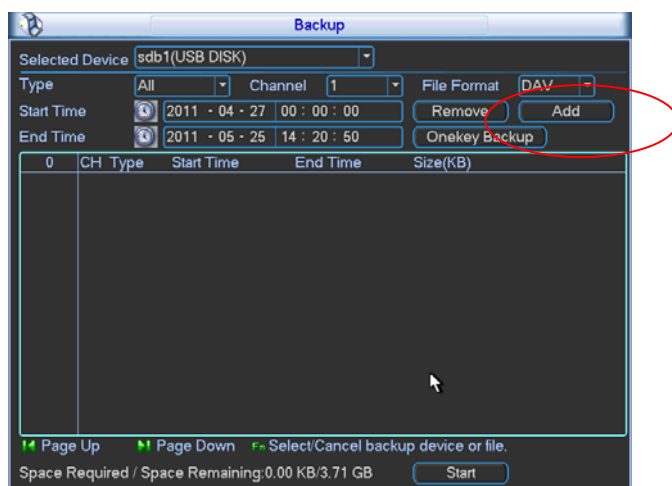 Backup
Selected Device sdb1(USB DISK)
Type All Channel 1 File Format DAV
Start Time 2011 - 04 - 27 00 : 00 : 00 Remove Add
End Time 2011 - 05 - 25 14 : 20 : 50 Onekey Backup
0 CH Type Start Time End Time Size(KB)
Page Up Page Down Fn Select/Cancel backup device or file.
Space Required / Space Remaining:0.00 KB/3.71 GB Start